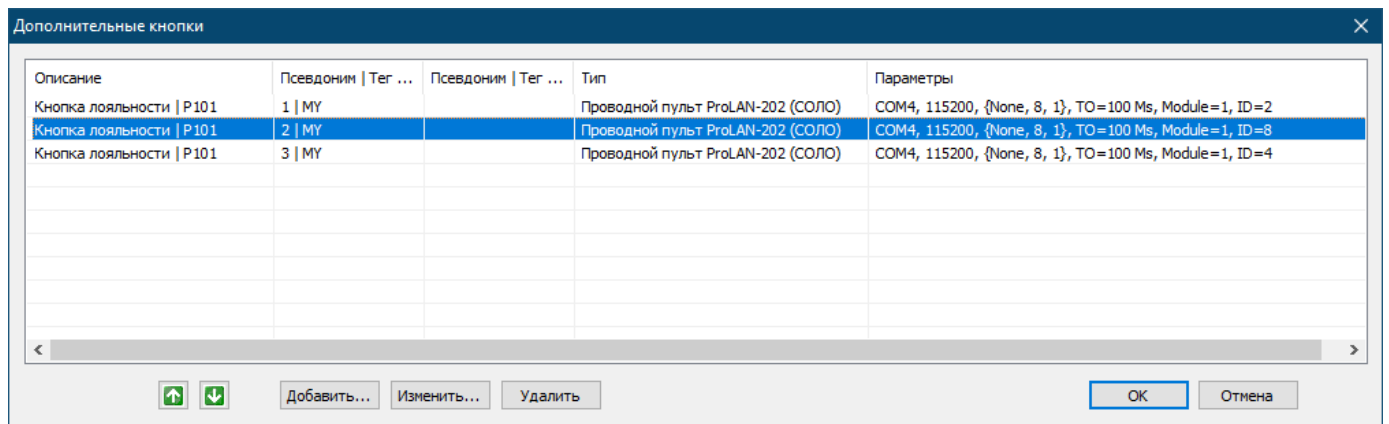 Дополнительные кнопки
Описание Псевдоним | Тег ... Псевдоним | Тег ... Тип Параметры
Кнопка лояльности | P101 1 | MY Проводной пульт ProLAN-202 (СОЛО) COM4, 115200, {None, 8, 1}, TO=100 Ms, Module=1, ID=2
Кнопка лояльности | P101 2 | MY Проводной пульт ProLAN-202 (СОЛО) COM4, 115200, {None, 8, 1}, TO=100 Ms, Module=1, ID=8
Кнопка лояльности | P101 3 | MY Проводной пульт ProLAN-202 (СОЛО) COM4, 115200, {None, 8, 1}, TO=100 Ms, Module=1, ID=4
Добавить... Изменить... Удалить OK Отмена